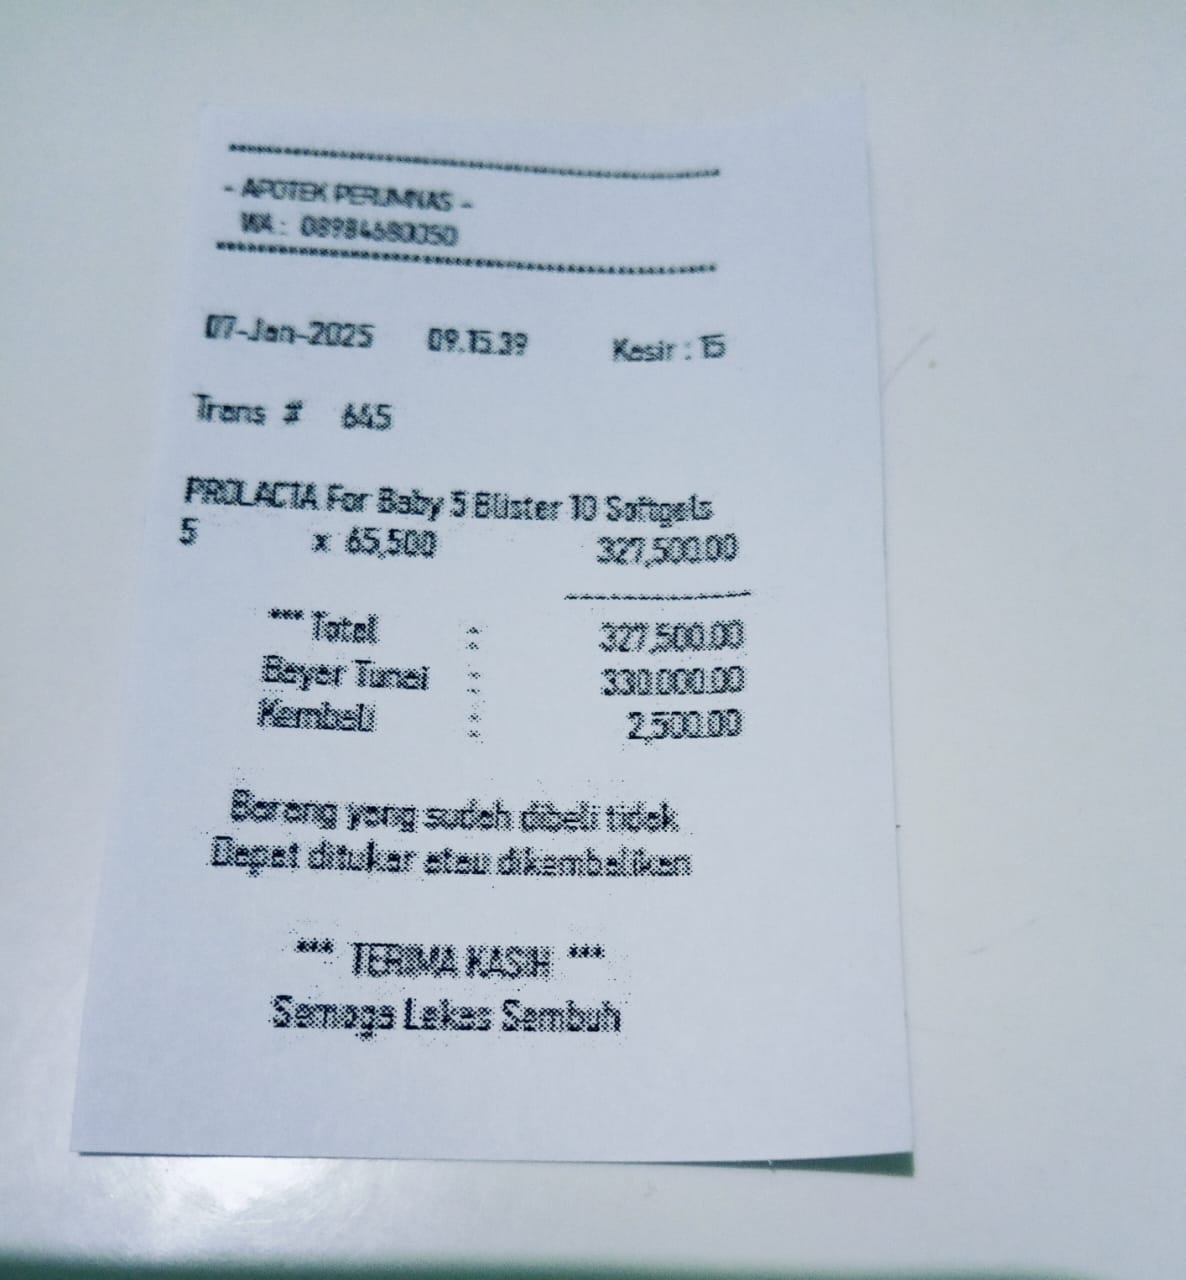 - APOTEK PERUMNAS -
WA : 08984680050
07-Jan-2025 09.15.39 Kasir : 15
Trans # 645
PROLACTA For Baby 5 Blister 10 Softgels
5 x 65,500 327,500.00
*** Total : 327,500.00
Bayar Tunai : 330.000.00
Kembali : 2,500.00
Barang yang sudah dibeli tidak
Dapat ditukar atau dikembalikan
*** TERIMA KASIH ***
Semoga Lekas Sembuh